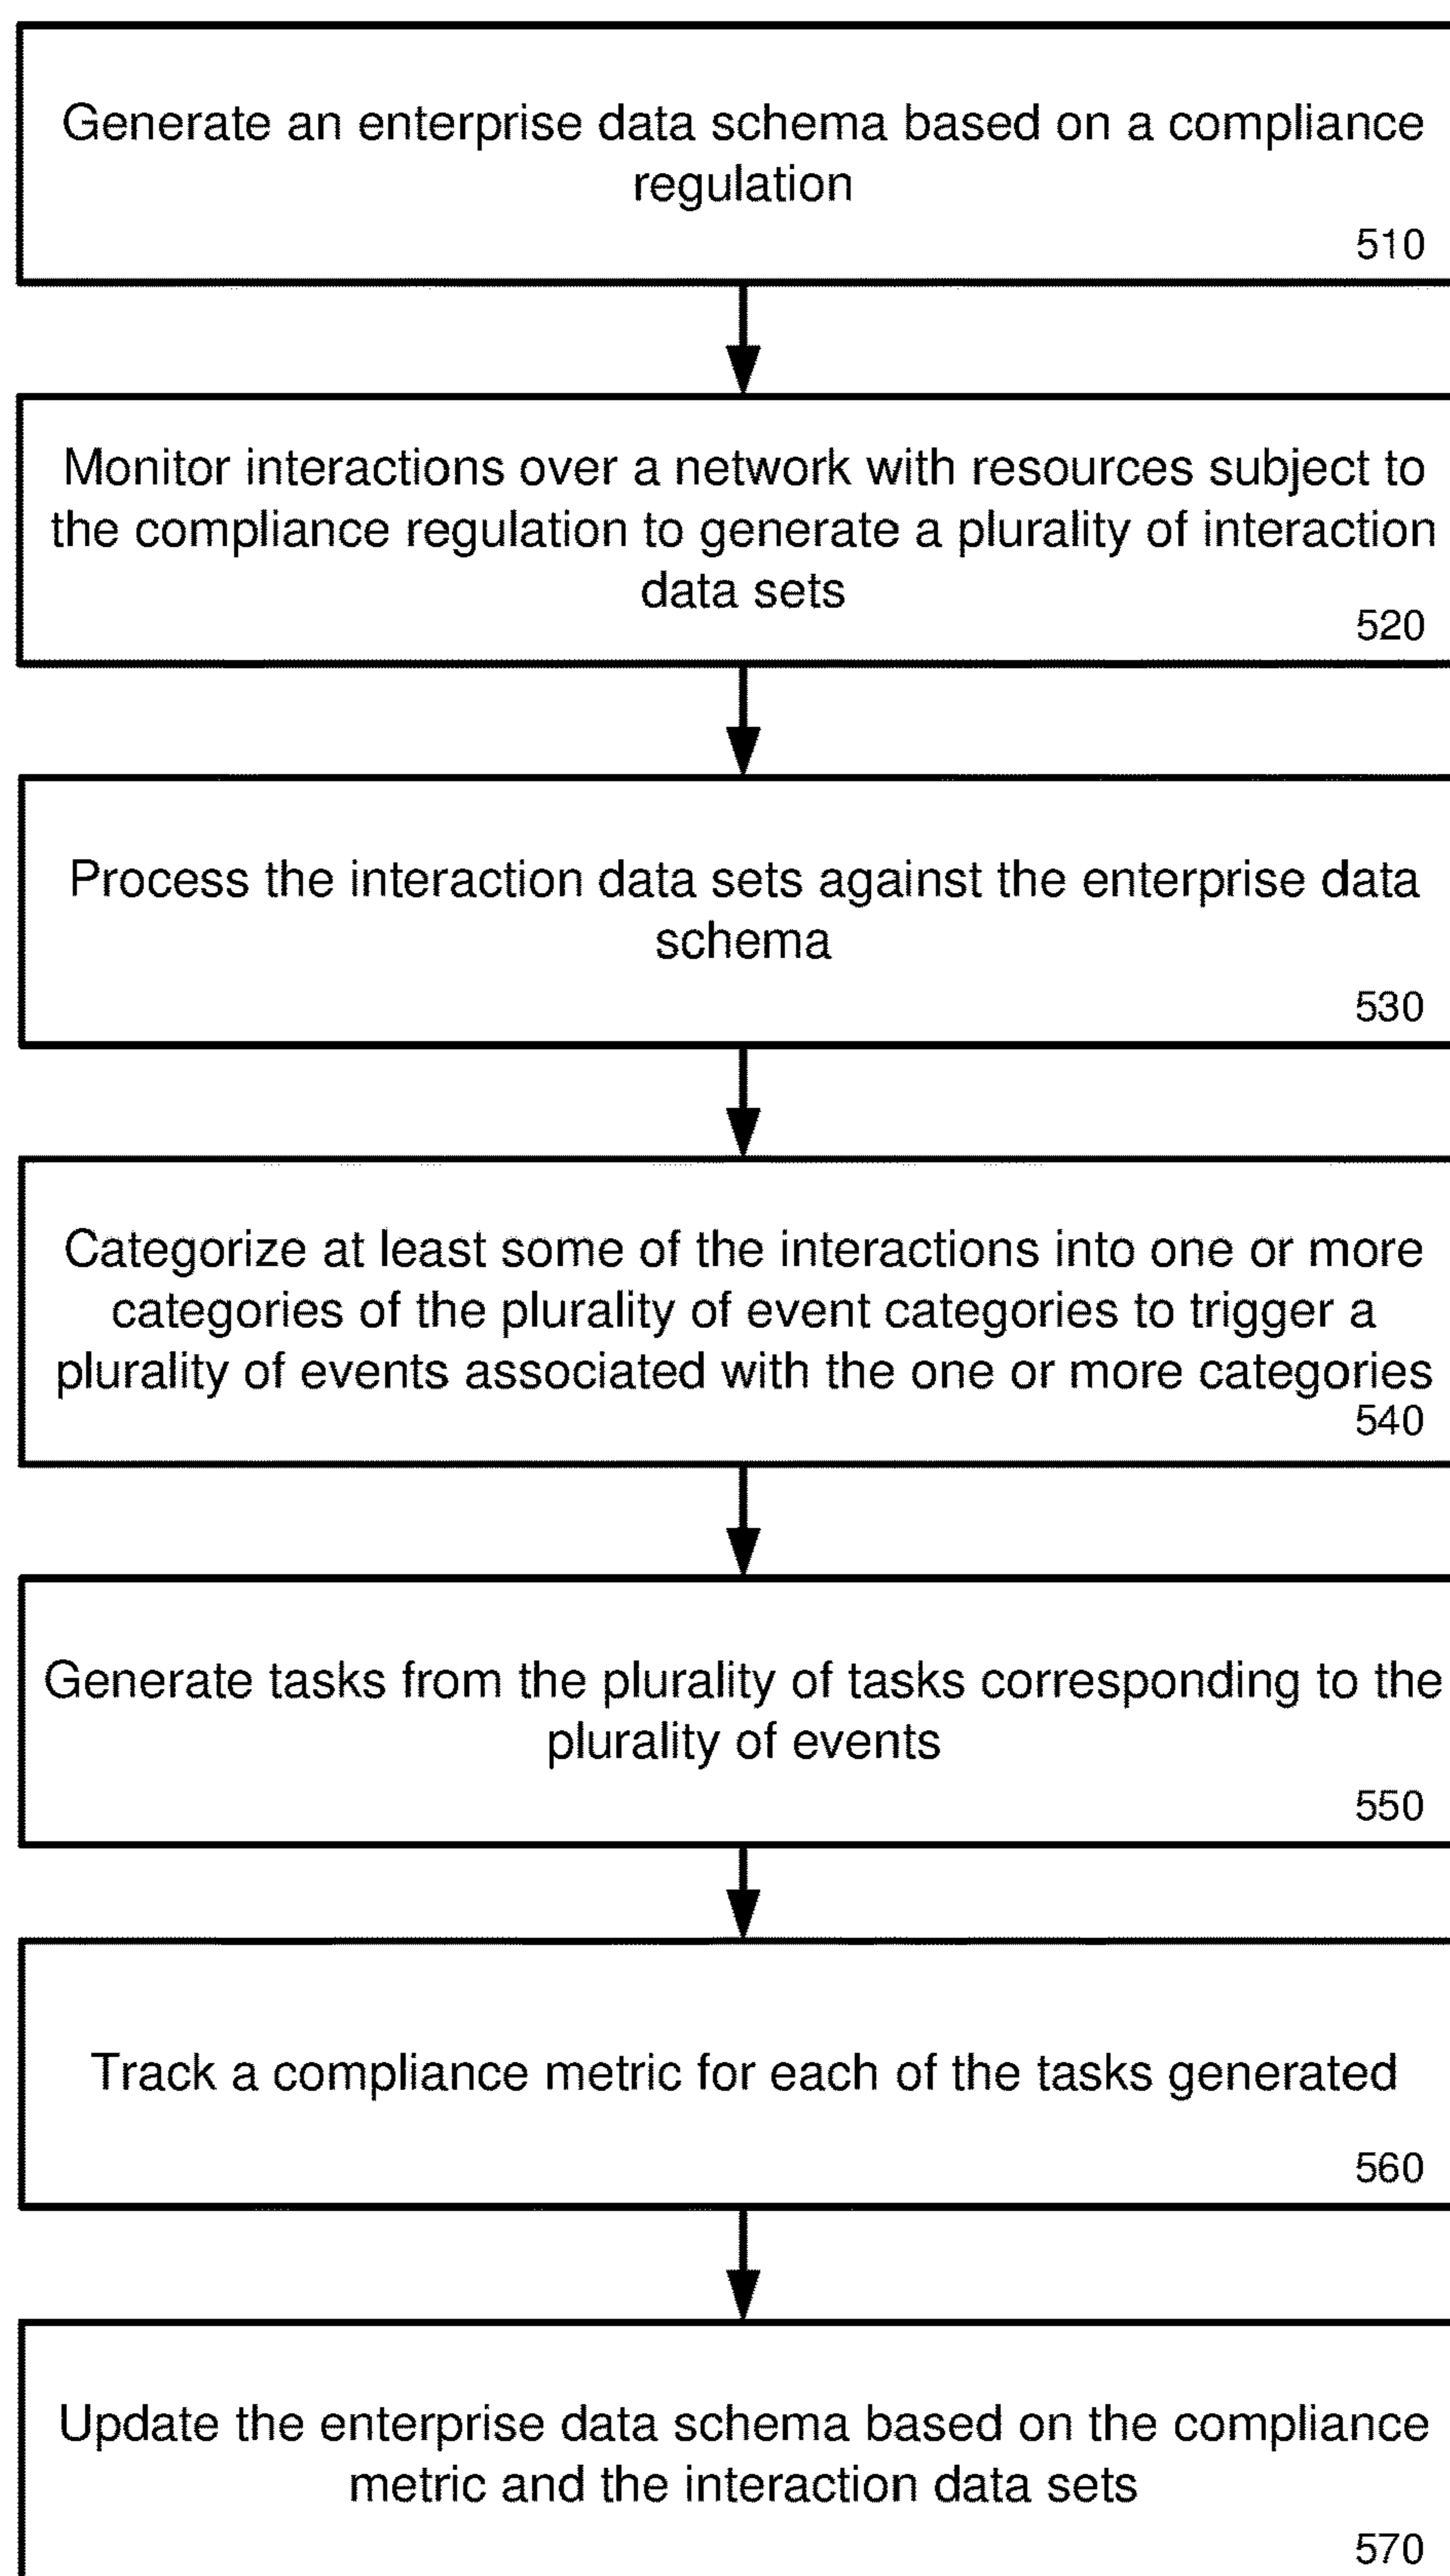 Generate an enterprise data schema based on a compliance
regulation
510
Monitor interactions over a network with resources subject to
the compliance regulation to generate a plurality of interaction
data sets
520
Process the interaction data sets against the enterprise data
schema
530
Categorize at least some of the interactions into one or more
categories of the plurality of event categories to trigger a
plurality of events associated with the one or more categories
540
Generate tasks from the plurality of tasks corresponding to the
plurality of events
550
Track a compliance metric for each of the tasks generated
560
Update the enterprise data schema based on the compliance
metric and the interaction data sets
570